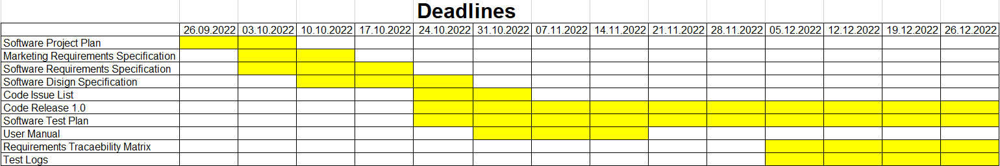 Deadlines
26.09.2022 03.10.2022 10.10.2022 17.10.2022 24.10.2022 31.10.2022 07.11.2022 14.11.2022 21.11.2022 28.11.2022 05.12.2022 12.12.2022 19.12.2022 26.12.2022
Software Project Plan
Marketing Requirements Specification
Software Requirements Specification
Software Disign Specification
Code Issue List
Code Release 1.0
Software Test Plan
User Manual
Requirements Tracaebility Matrix
Test Logs